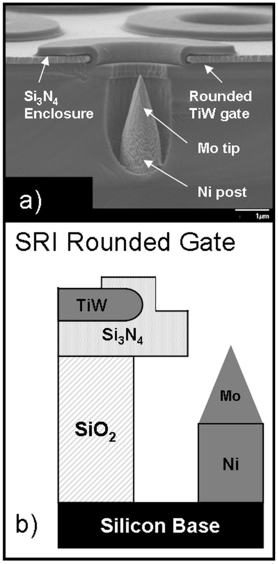 Si3N4
Enclosure
Rounded
TiW gate
Mo tip
Ni post
a)
1µm
SRI Rounded Gate
TiW
Si3N4
SiO2
Mo
Ni
b)
Silicon Base